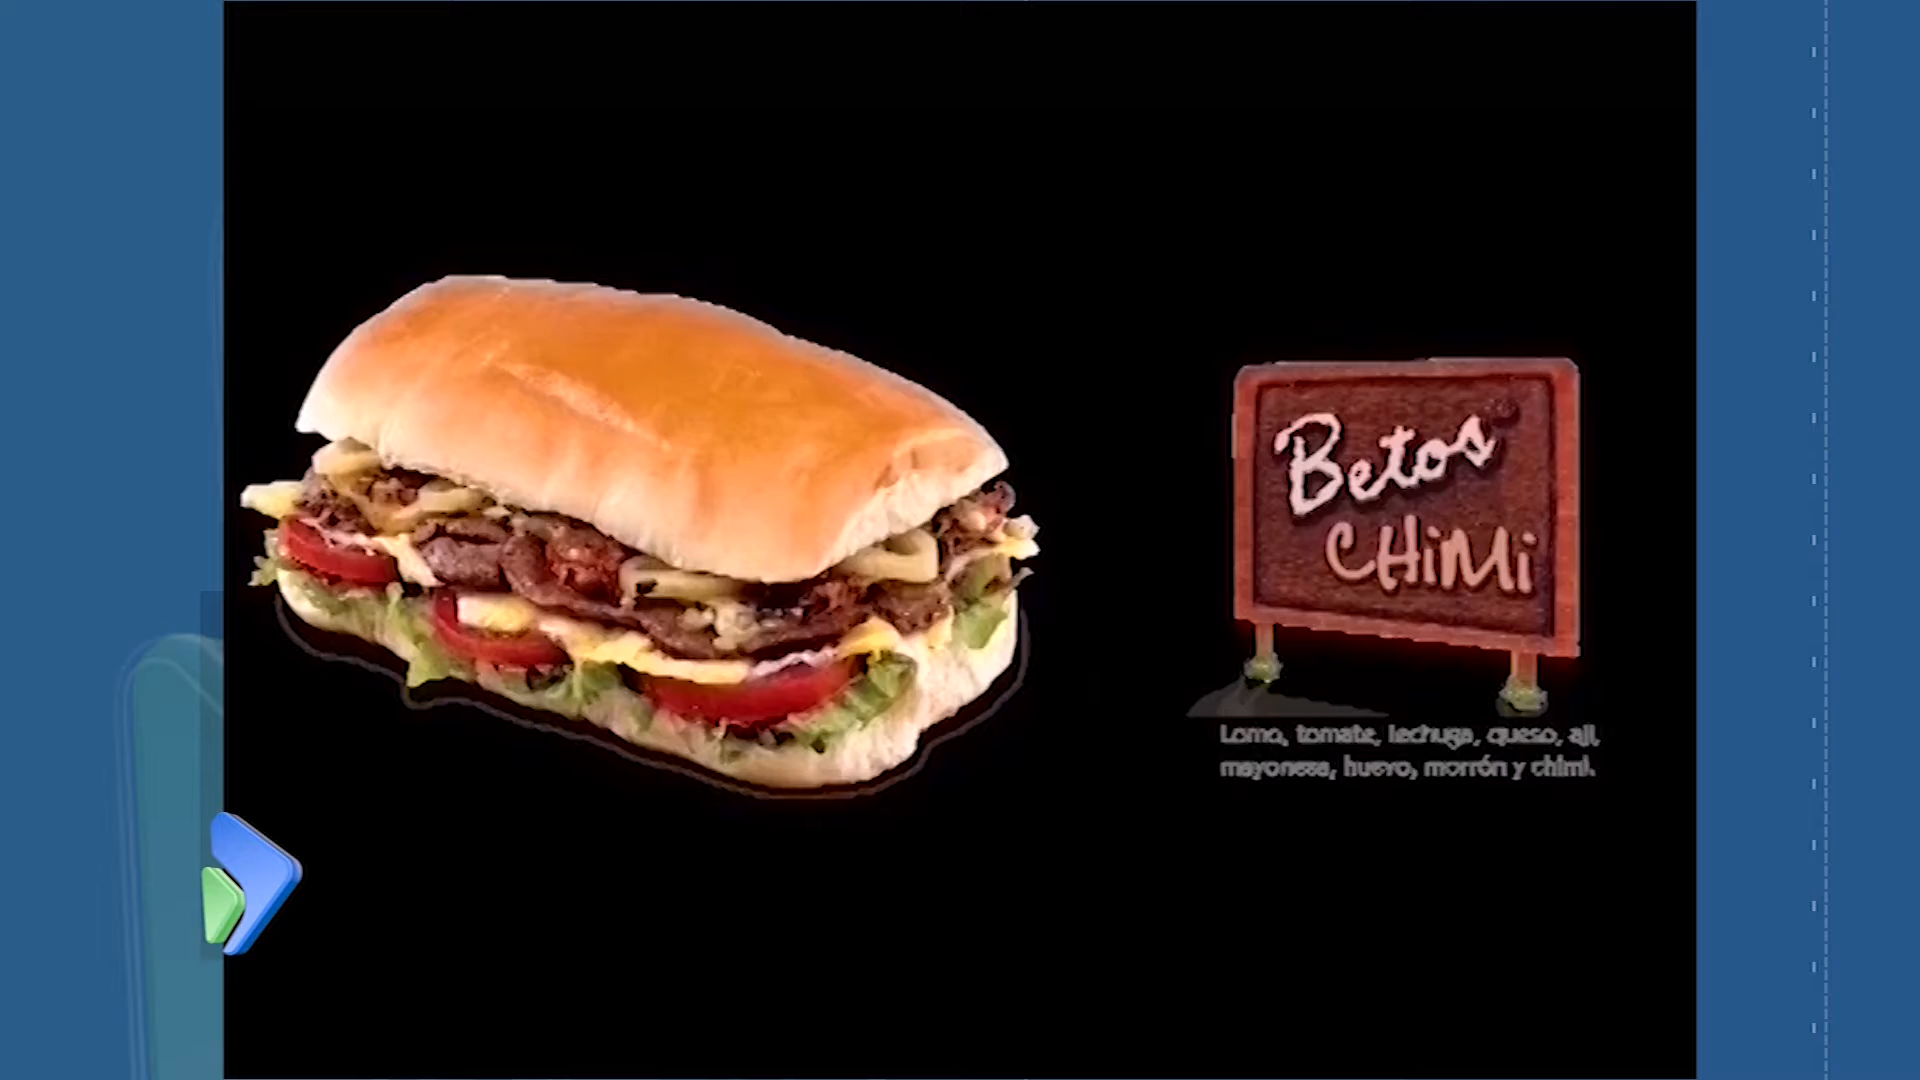 Betos
CHiMi
Lomo, tomate, lechuga, queso, ají,
mayonesa, huevo, morrón y chimi.